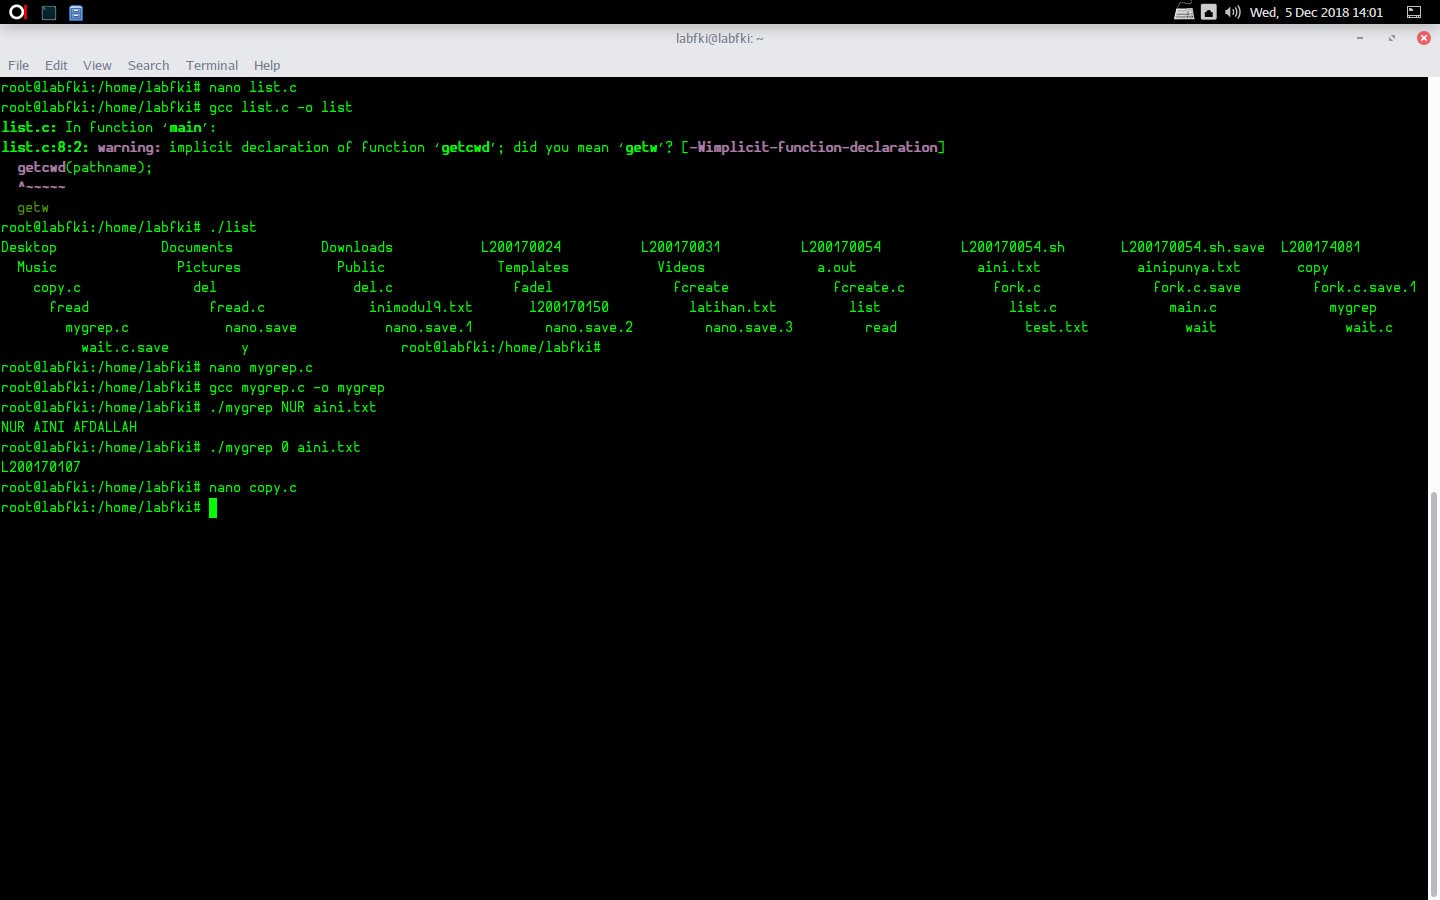 Wed, 5 Dec 2018 14:01
labfki@labfki: ~
File Edit View Search Terminal Help
root@labfki:/home/labfki# nano list.c
root@labfki:/home/labfki# gcc list.c -o list
list.c: In function ‘main’:
list.c:8:2: warning: implicit declaration of function ‘getcwd’; did you mean ‘getw’? [-Wimplicit-function-declaration]
  getcwd(pathname);
  ^~~~~~
  getw
root@labfki:/home/labfki# ./list
Desktop             Documents           Downloads           L200170024          L200170031          L200170054          L200170054.sh       L200170054.sh.save  L200174081
  Music               Pictures            Public              Templates           Videos              a.out               aini.txt            ainipunya.txt       copy
    copy.c              del                 del.c               fadel               fcreate             fcreate.c           fork.c              fork.c.save         fork.c.save.1
      fread               fread.c             inimodul9.txt       l200170150          latihan.txt         list                list.c              main.c              mygrep
        mygrep.c            nano.save           nano.save.1         nano.save.2         nano.save.3         read                test.txt            wait                wait.c
          wait.c.save         y                   root@labfki:/home/labfki#
root@labfki:/home/labfki# nano mygrep.c
root@labfki:/home/labfki# gcc mygrep.c -o mygrep
root@labfki:/home/labfki# ./mygrep NUR aini.txt
NUR AINI AFDALLAH
root@labfki:/home/labfki# ./mygrep 0 aini.txt
L200170107
root@labfki:/home/labfki# nano copy.c
root@labfki:/home/labfki#